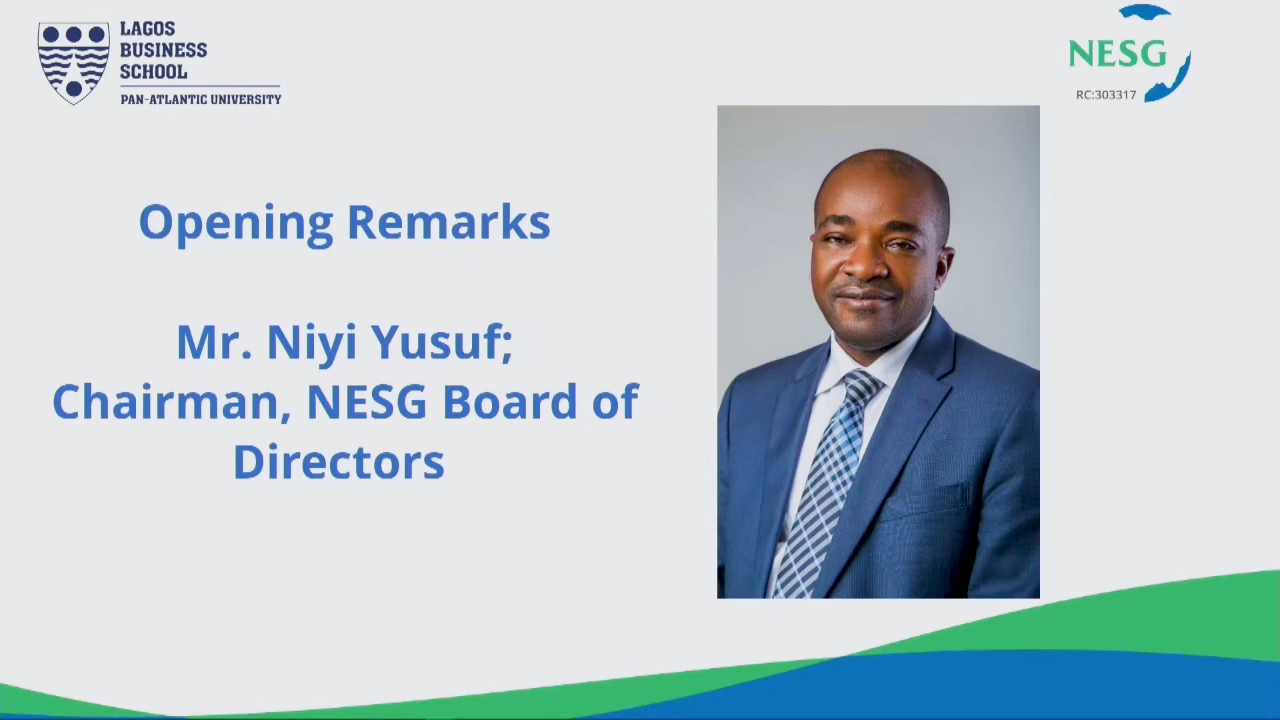 LAGOS
BUSINESS
SCHOOL
PAN-ATLANTIC UNIVERSITY
NESG
RC:303317
Opening Remarks
Mr. Niyi Yusuf;
Chairman, NESG Board of
Directors